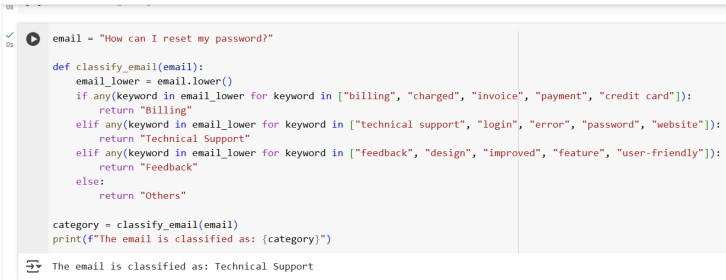 0s
0s
email = "How can I reset my password?"
def classify_email(email):
    email_lower = email.lower()
    if any(keyword in email_lower for keyword in ["billing", "charged", "invoice", "payment", "credit card"]):
        return "Billing"
    elif any(keyword in email_lower for keyword in ["technical support", "login", "error", "password", "website"]):
        return "Technical Support"
    elif any(keyword in email_lower for keyword in ["feedback", "design", "improved", "feature", "user-friendly"]):
        return "Feedback"
    else:
        return "Others"
category = classify_email(email)
print(f"The email is classified as: {category}")
The email is classified as: Technical Support